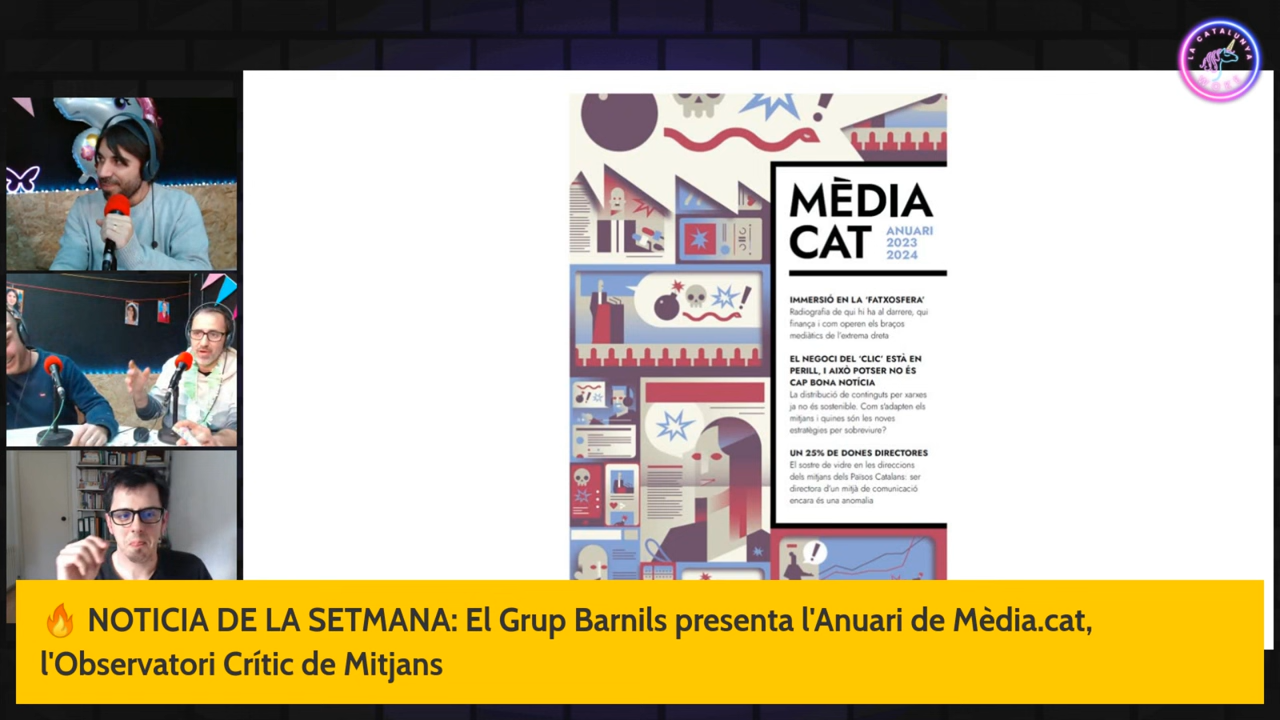 LA CATALUNYA
MÈDIA
CAT
ANUARI
2023
2024
IMMERSIÓ EN LA 'FATXOSFERA'
Radiografia de qui hi ha al darrere, qui
finança i com operen els braços
mediàtics de l'extrema dreta
EL NEGOCI DEL 'CLIC' ESTÀ EN
PERILL, I AIXÒ POTSER NO ÉS
CAP BONA NOTÍCIA
La distribució de continguts per xarxes
ja no és sostenible. Com s'adapten els
mitjans i quines són les noves
estratègies per sobreviure?
UN 25% DE DONES DIRECTORES
El sostre de vidre en les direccions
dels mitjans dels Països Catalans: ser
directora d'un mitjà de comunicació
encara és una anomalia
🔥 NOTICIA DE LA SETMANA: El Grup Barnils presenta l'Anuari de Mèdia.cat,
l'Observatori Crític de Mitjans